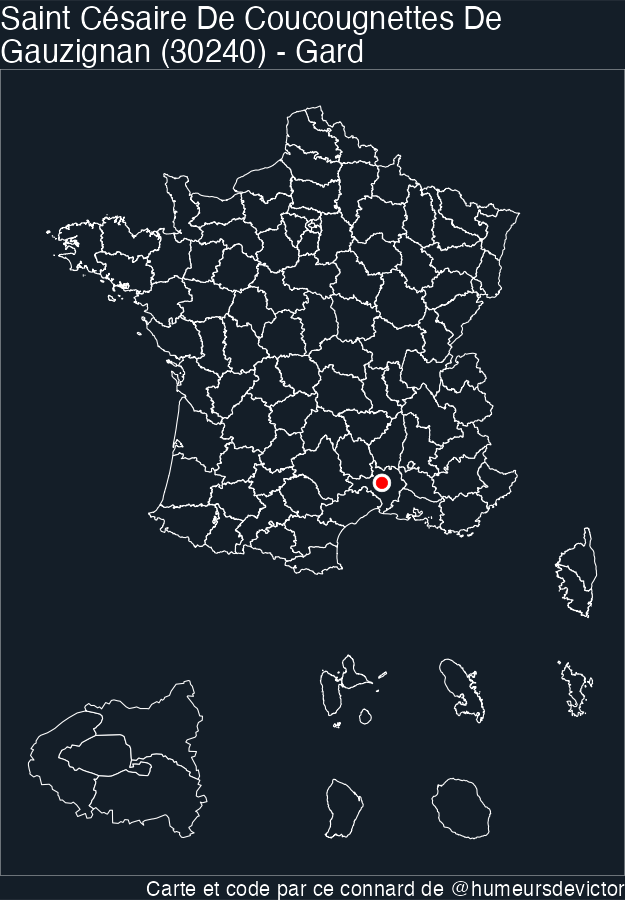 Saint Césaire De Coucougnettes De
Gauzignan (30240) - Gard
Carte et code par ce connard de @humeursdevictor